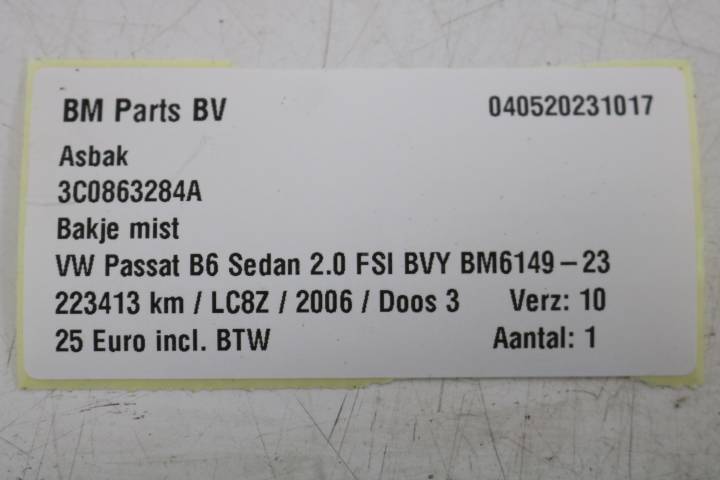 BM Parts BV 040520231017
Asbak
3C0863284A
Bakje mist
VW Passat B6 Sedan 2.0 FSI BVY BM6149-23
223413 km / LC8Z / 2006 / Doos 3 Verz: 10
25 Euro incl. BTW Aantal: 1